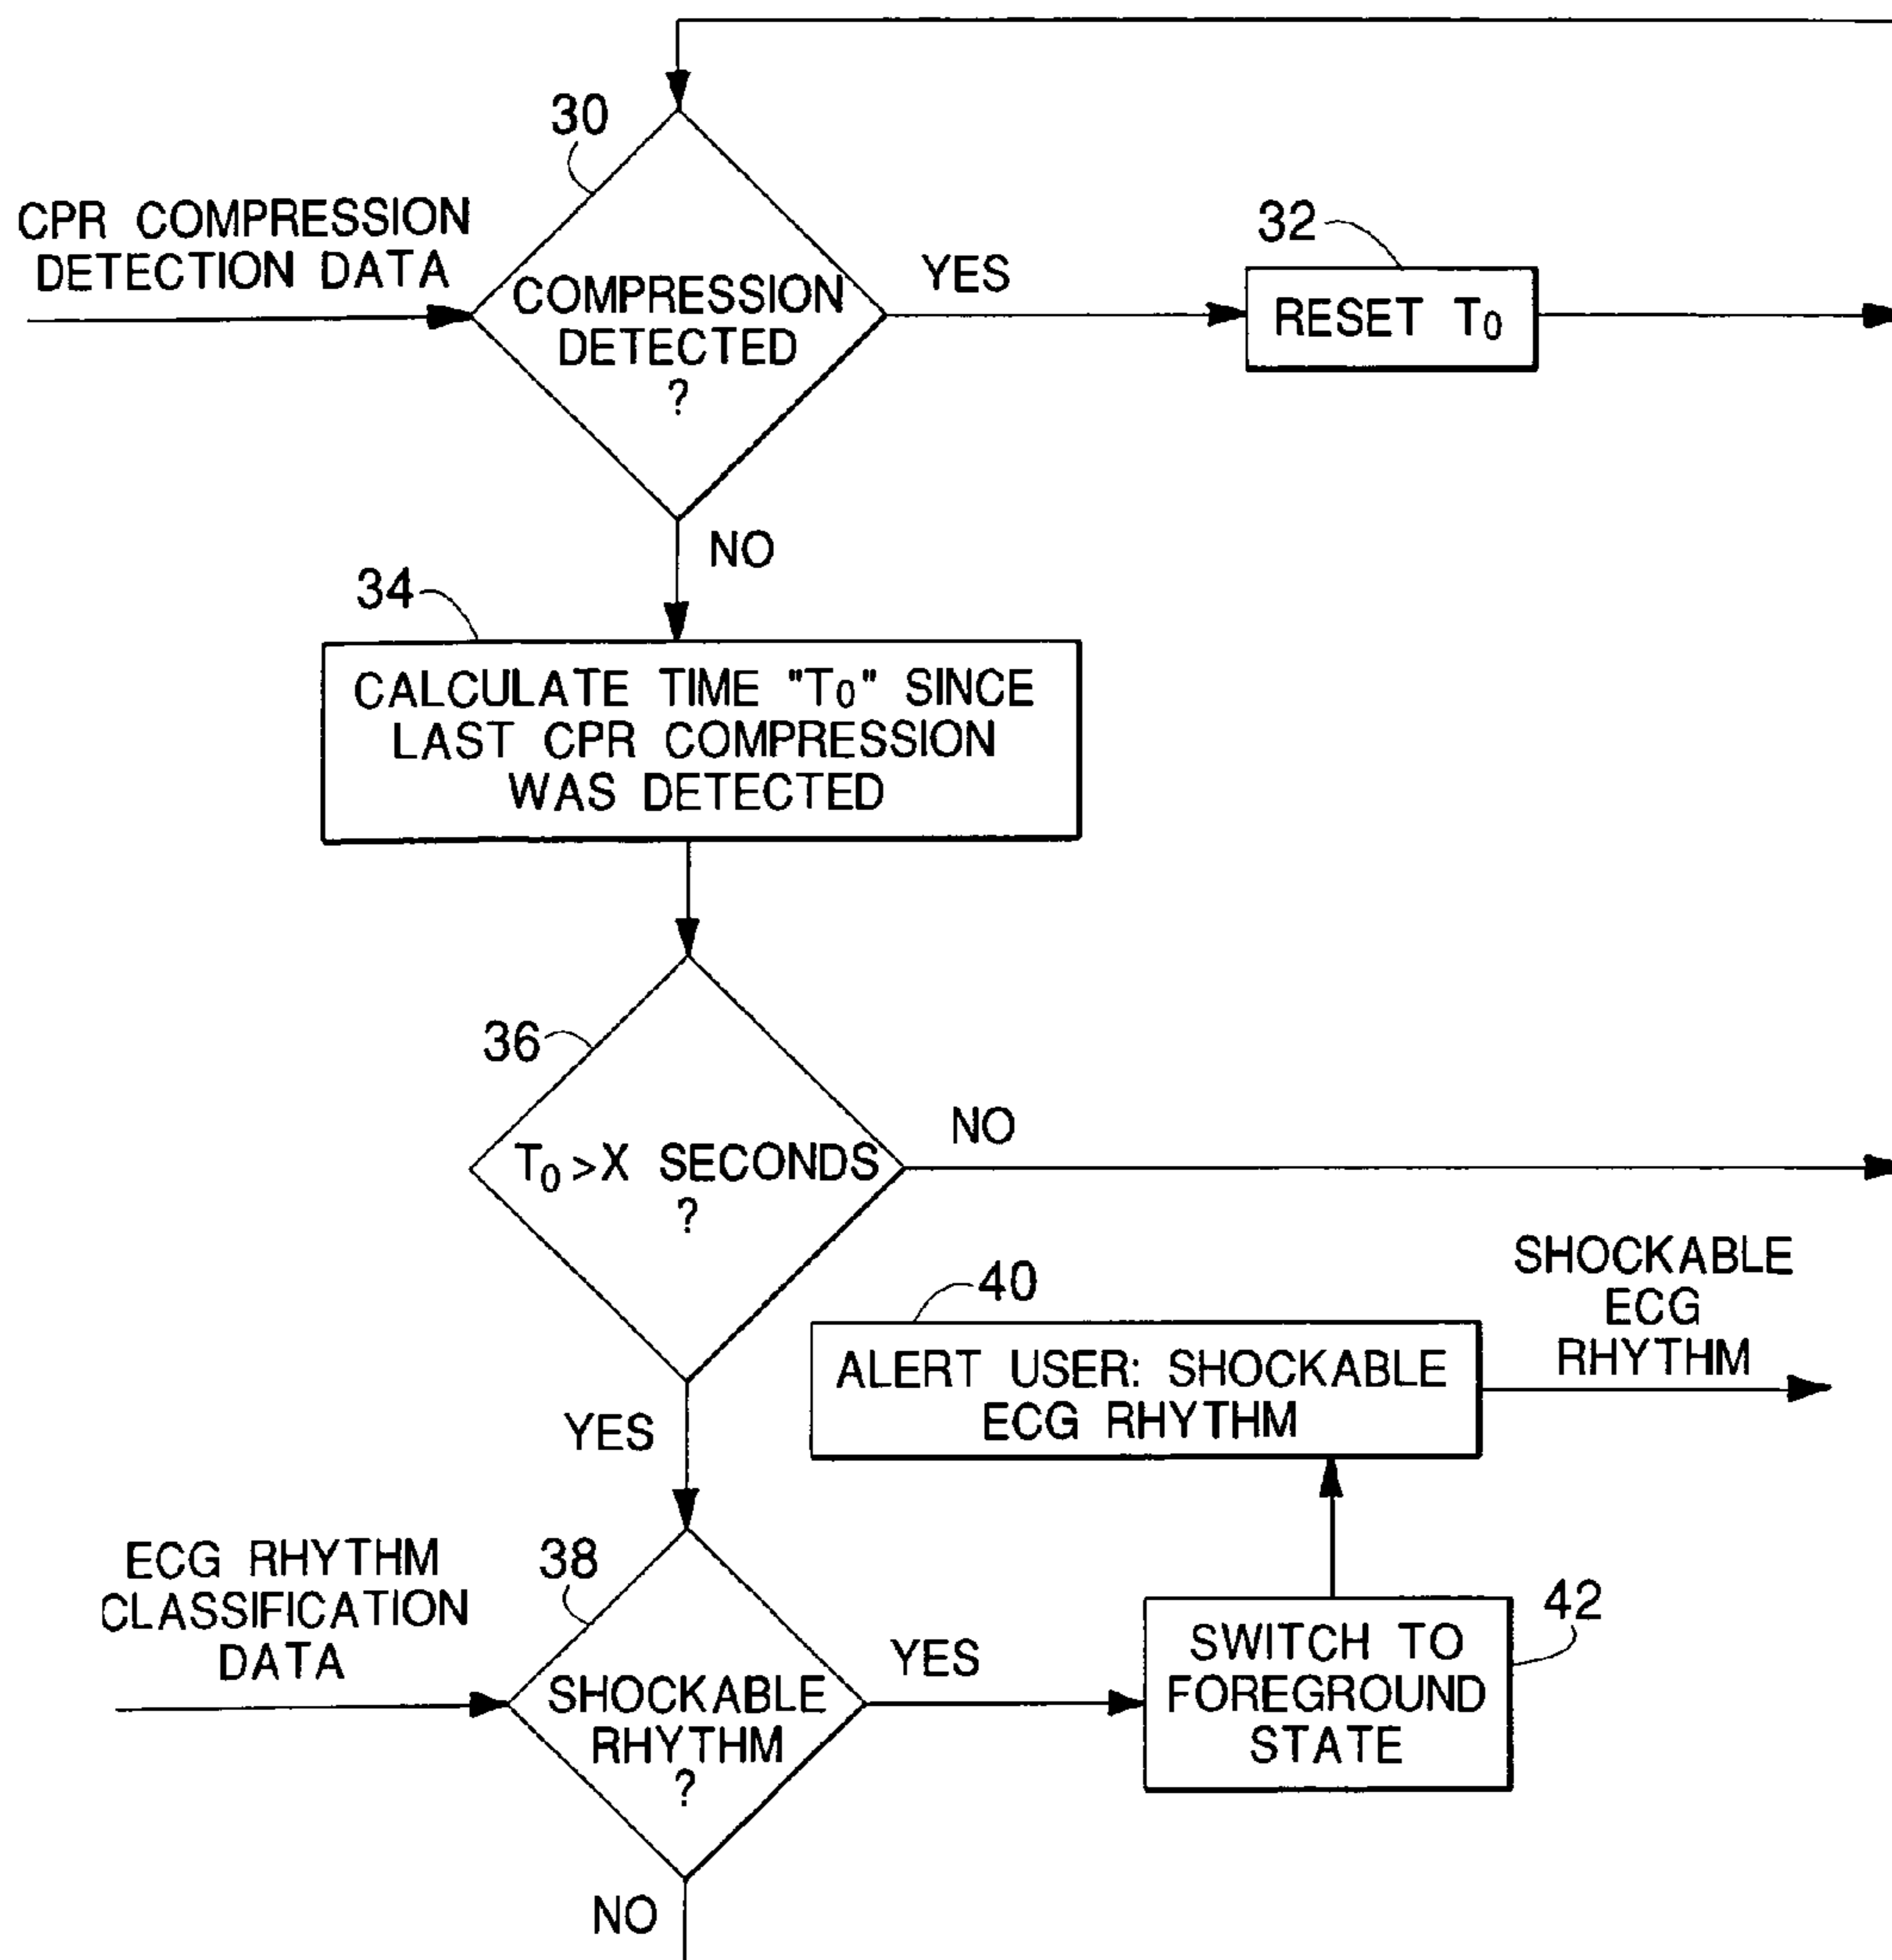 30
CPR COMPRESSION
DETECTION DATA
COMPRESSION
DETECTED
?
YES
32
RESET T₀
NO
34
CALCULATE TIME "T₀" SINCE
LAST CPR COMPRESSION
WAS DETECTED
36
T₀ >X SECONDS
?
NO
YES
40
ALERT USER: SHOCKABLE
ECG RHYTHM
SHOCKABLE
ECG
RHYTHM
ECG RHYTHM
CLASSIFICATION
DATA
38
SHOCKABLE
RHYTHM
?
YES
42
SWITCH TO
FOREGROUND
STATE
NO